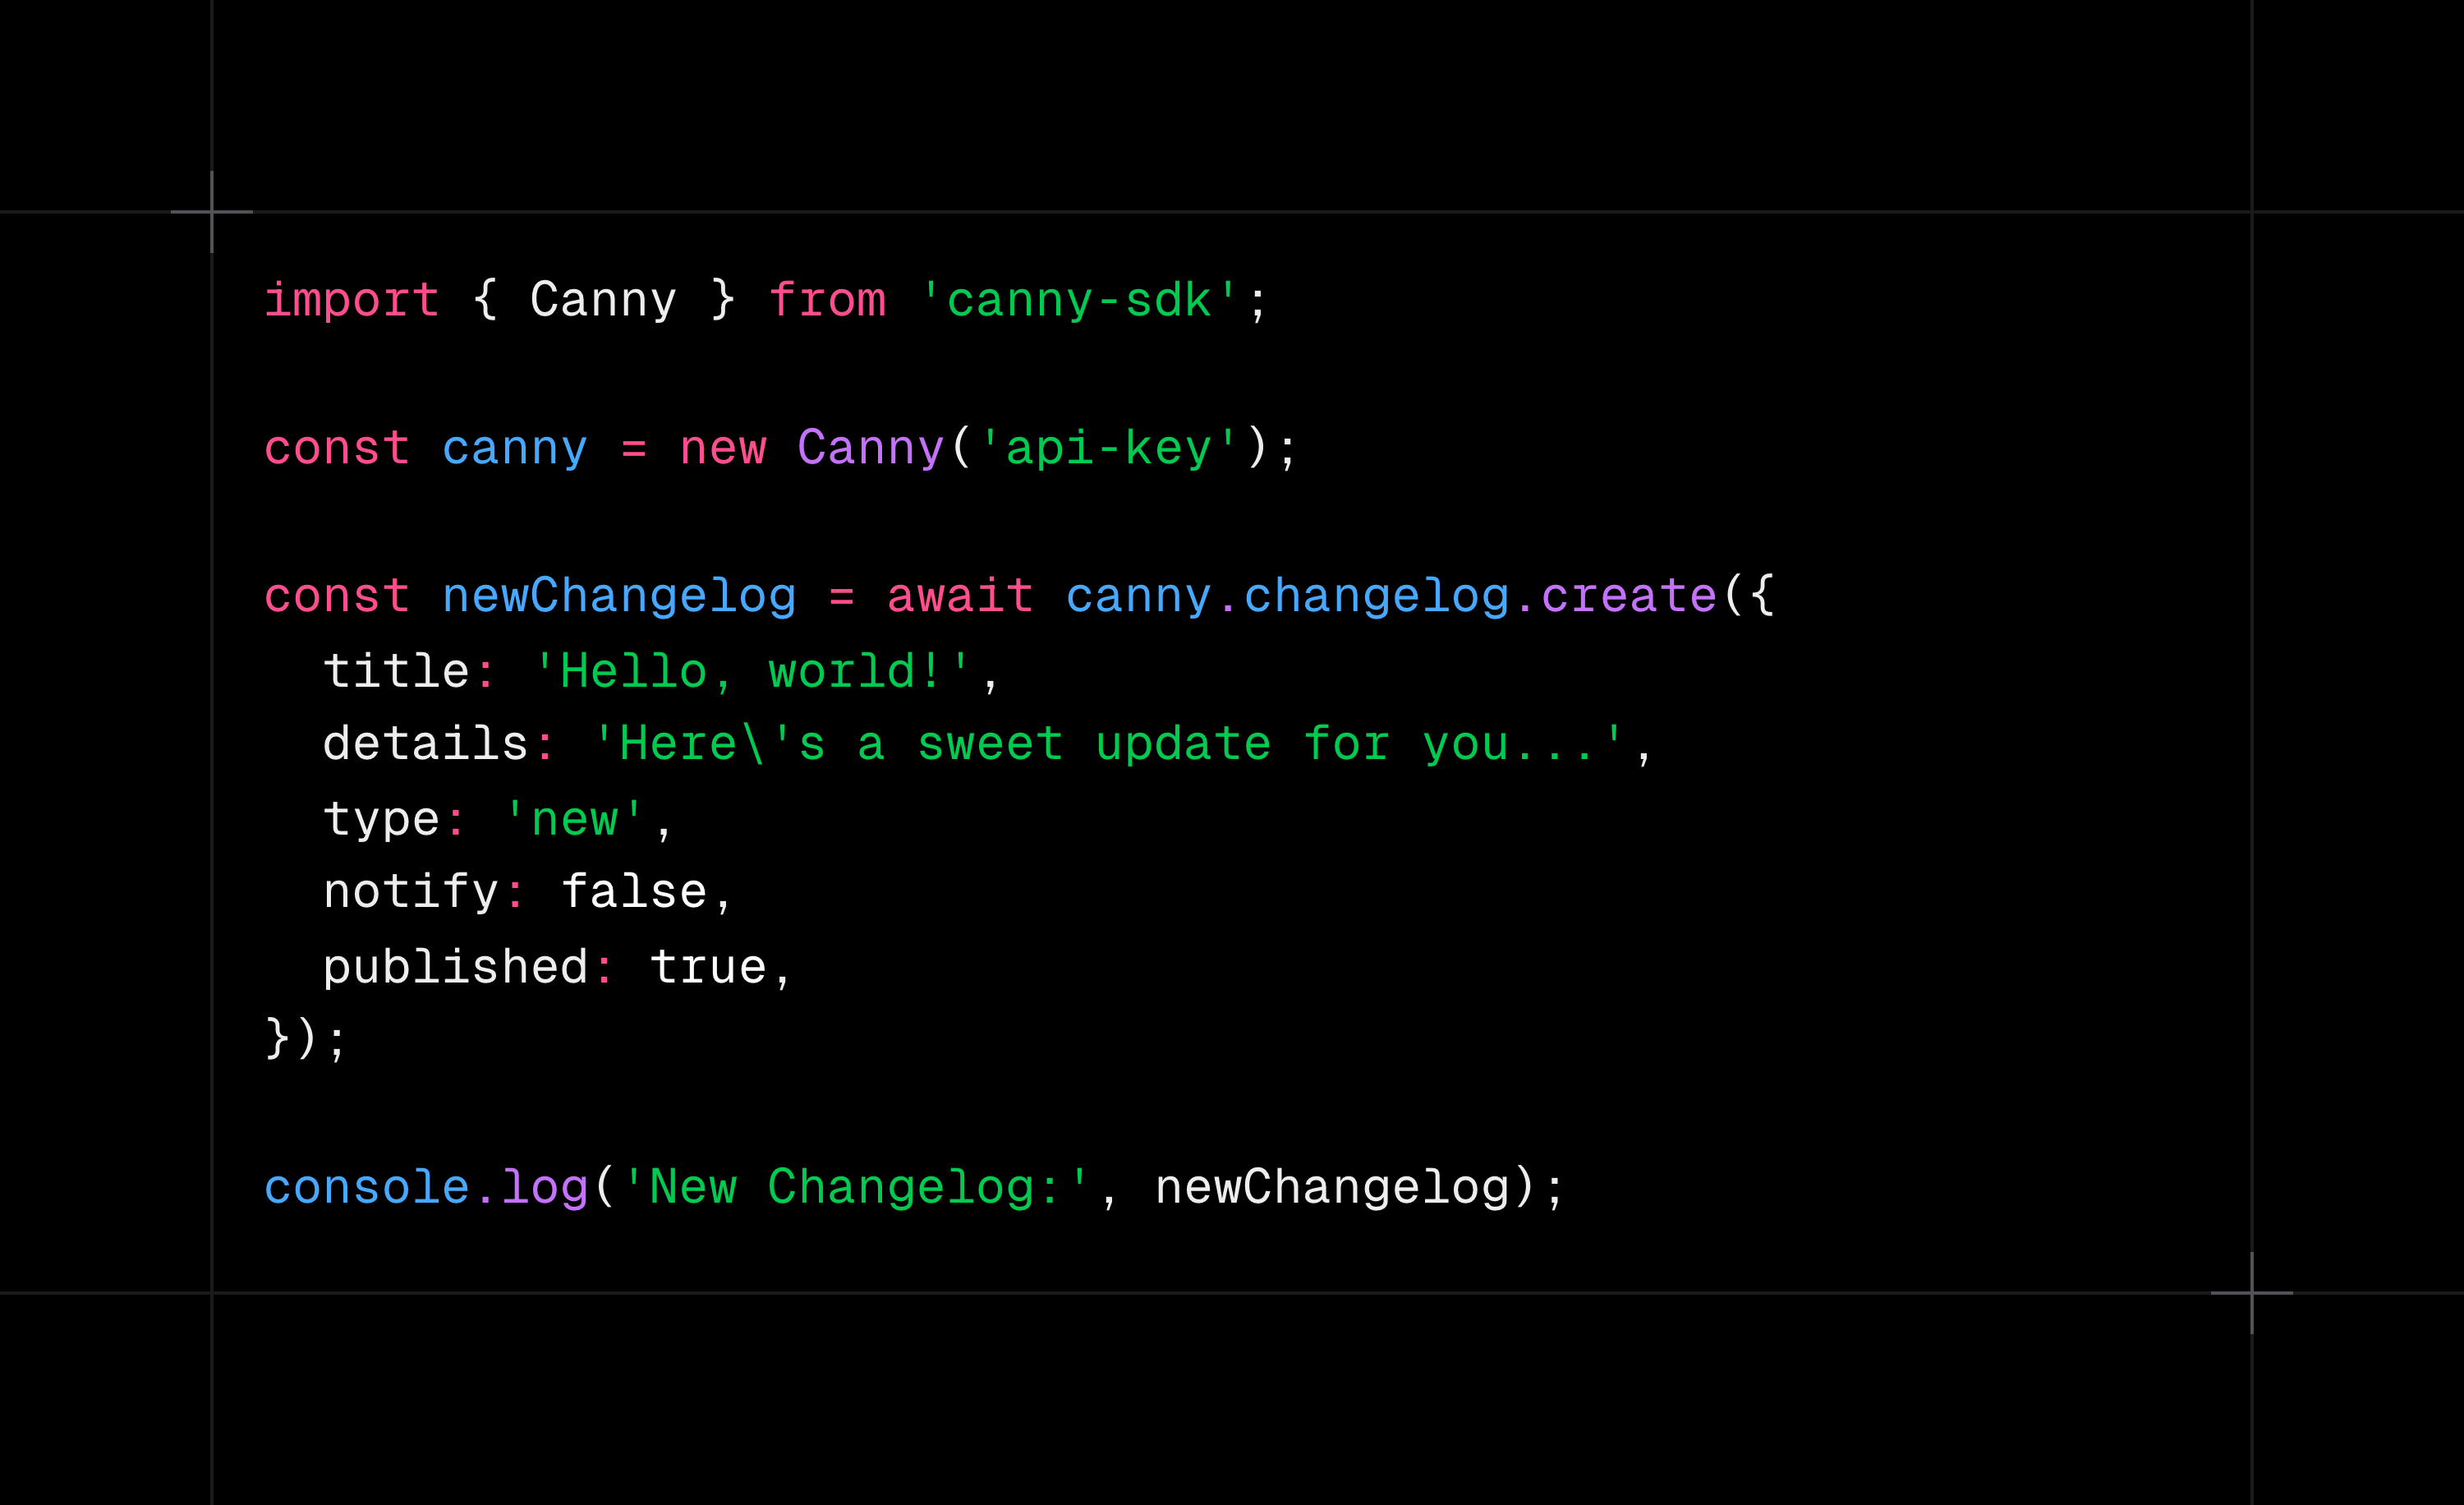 import { Canny } from 'canny-sdk';
const canny = new Canny('api-key');
const newChangelog = await canny.changelog.create({
  title: 'Hello, world!',
  details: 'Here\'s a sweet update for you...',
  type: 'new',
  notify: false,
  published: true,
});
console.log('New Changelog:', newChangelog);